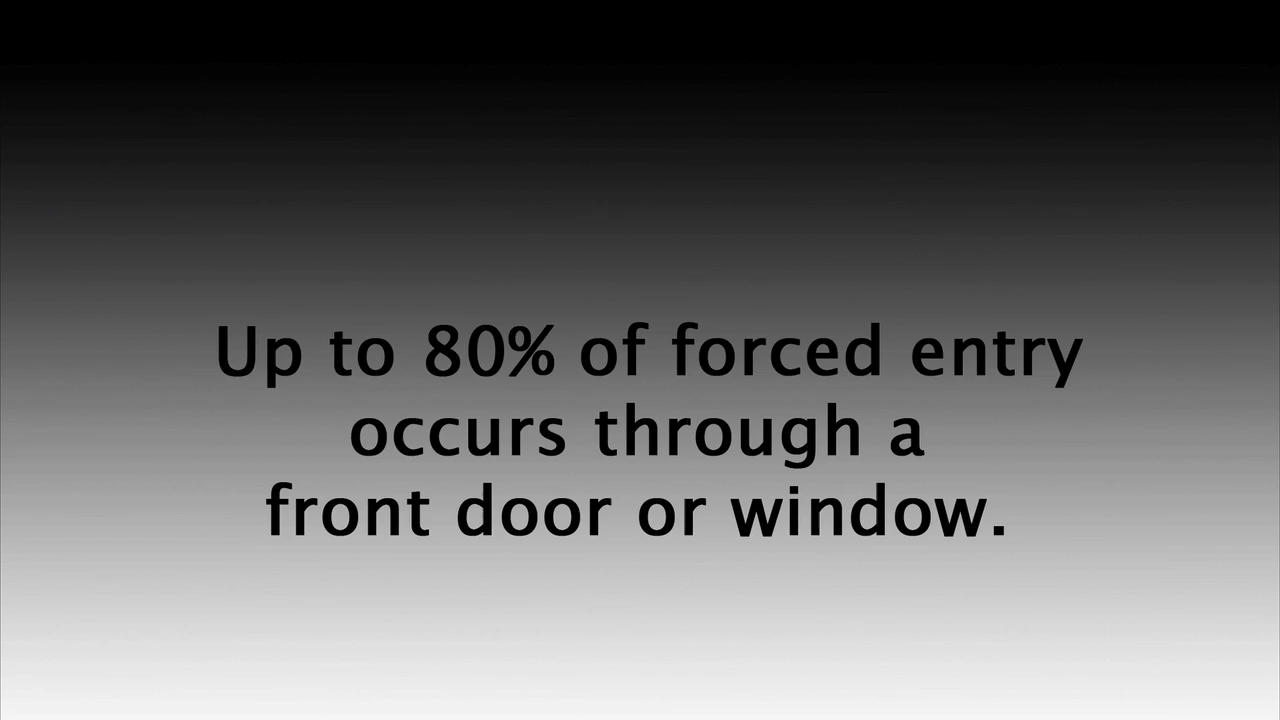 Up to 80% of forced entry
occurs through a
front door or window.